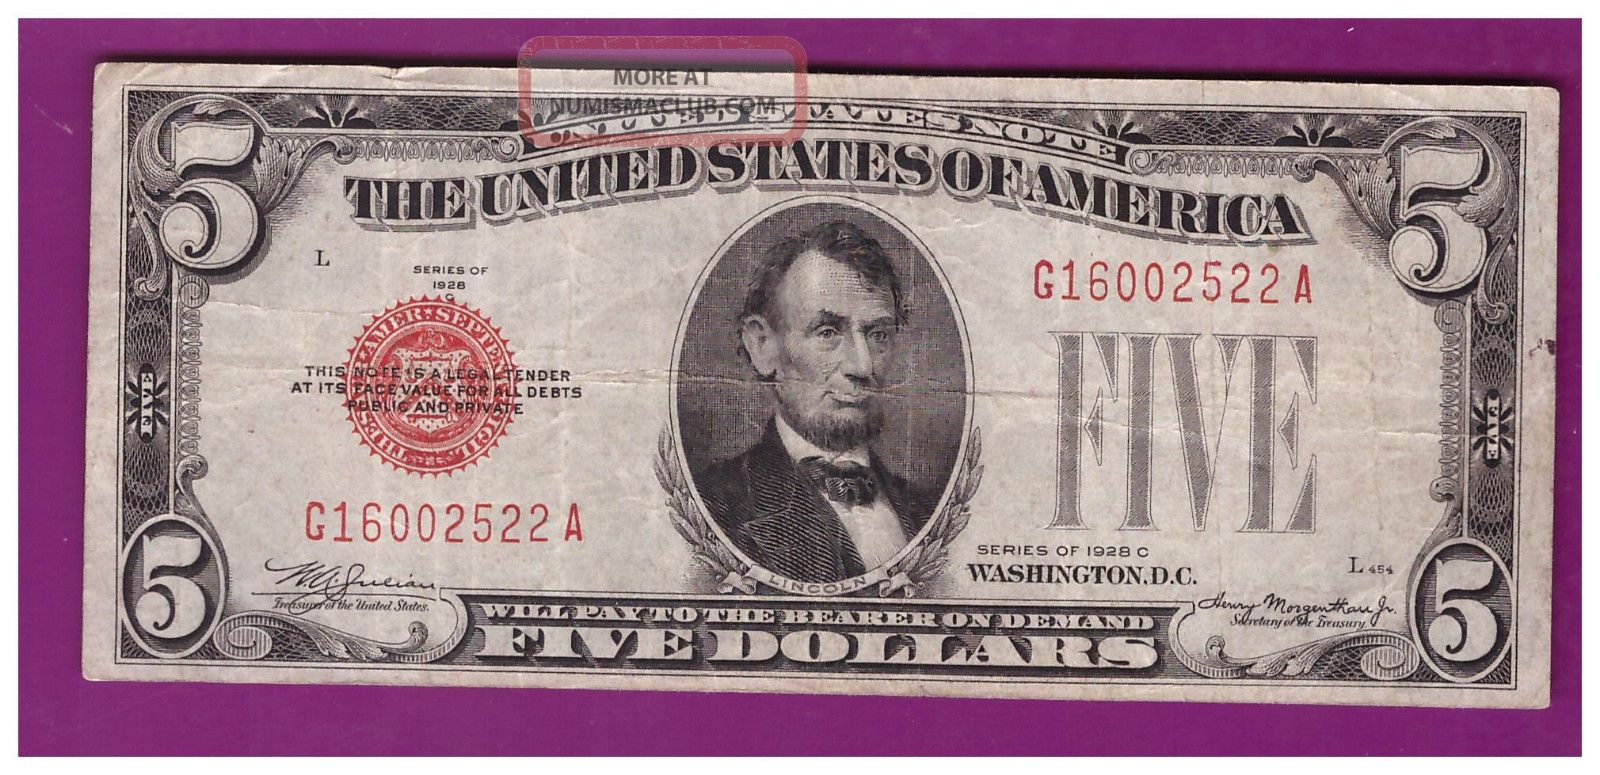 MORE AT
NUMISMACLUB.COM
UNITED STATES NOTE
THE UNITED STATES OF AMERICA
5
5
L
SERIES OF
1928
C
G16002522A
THIS NOTE IS A LEGAL TENDER
AT ITS FACE VALUE FOR ALL DEBTS
PUBLIC AND PRIVATE
FIVE
FIVE
FIVE
G16002522A
SERIES OF 1928 C
WASHINGTON, D.C.
L 454
W A Julian
Treasurer of the United States.
LINCOLN
Henry Morgenthau Jr.
Secretary of the Treasury
WILL PAY TO THE BEARER ON DEMAND
FIVE DOLLARS
5
5